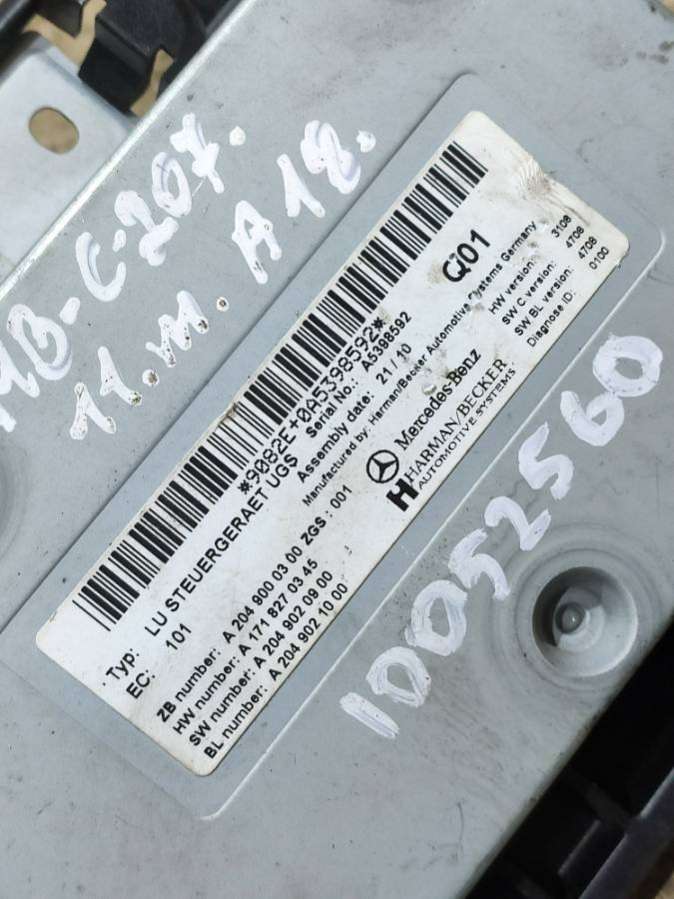 MB-C-207.
11.m. A12.
*9082E+0A5398592*
Typ: LU STEUERGERAET UGS
Serial No.: A5398592
EC: 101
Assembly date: 21/10
Q01
Manufactured by: Harman/Becker Automotive Systems Germany
ZB number: A 204 900 03 00 ZGS: 001
HW number: A 171 827 03 45
SW number: A 204 902 09 00
BL number: A 204 902 10 00
Mercedes-Benz
HARMAN/BECKER
AUTOMOTIVE SYSTEMS
HW version: 3108
SW C version: 4708
SW BL version: 4708
Diagnose ID: 0100
10052560